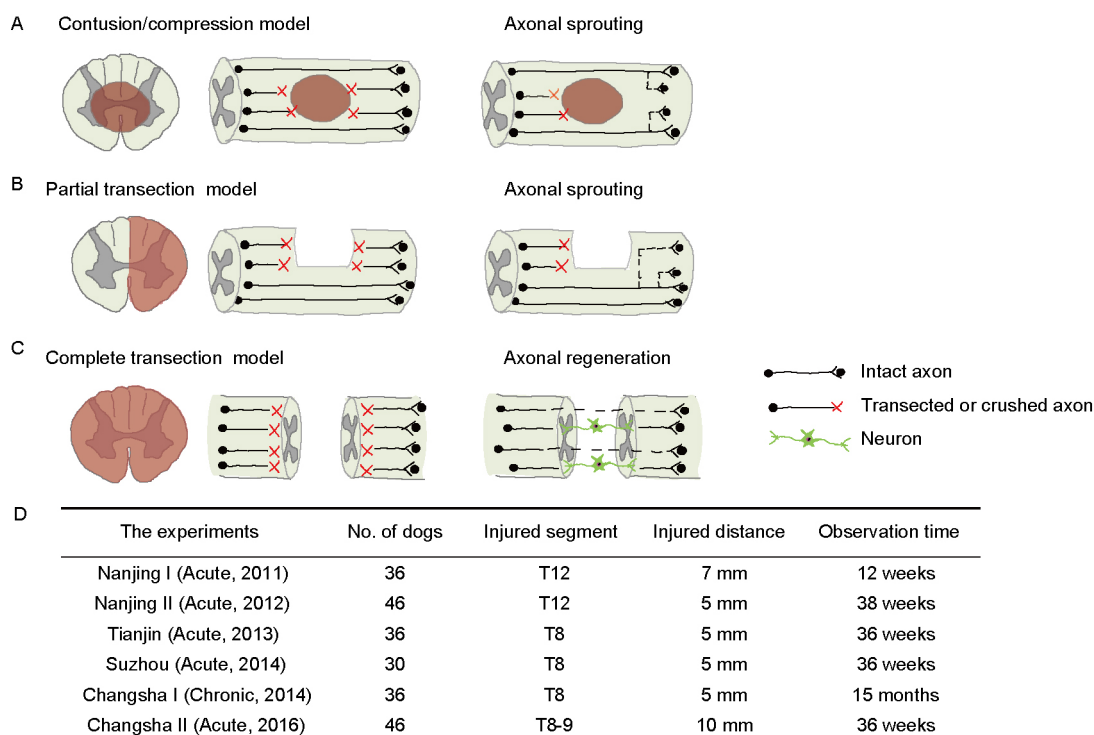 A Contusion/compression model Axonal sprouting
B Partial transection model Axonal sprouting
C Complete transection model Axonal regeneration
Intact axon
Transected or crushed axon
Neuron
D
The experiments No. of dogs Injured segment Injured distance Observation time
Nanjing I (Acute, 2011) 36 T12 7 mm 12 weeks
Nanjing II (Acute, 2012) 46 T12 5 mm 38 weeks
Tianjin (Acute, 2013) 36 T8 5 mm 36 weeks
Suzhou (Acute, 2014) 30 T8 5 mm 36 weeks
Changsha I (Chronic, 2014) 36 T8 5 mm 15 months
Changsha II (Acute, 2016) 46 T8-9 10 mm 36 weeks